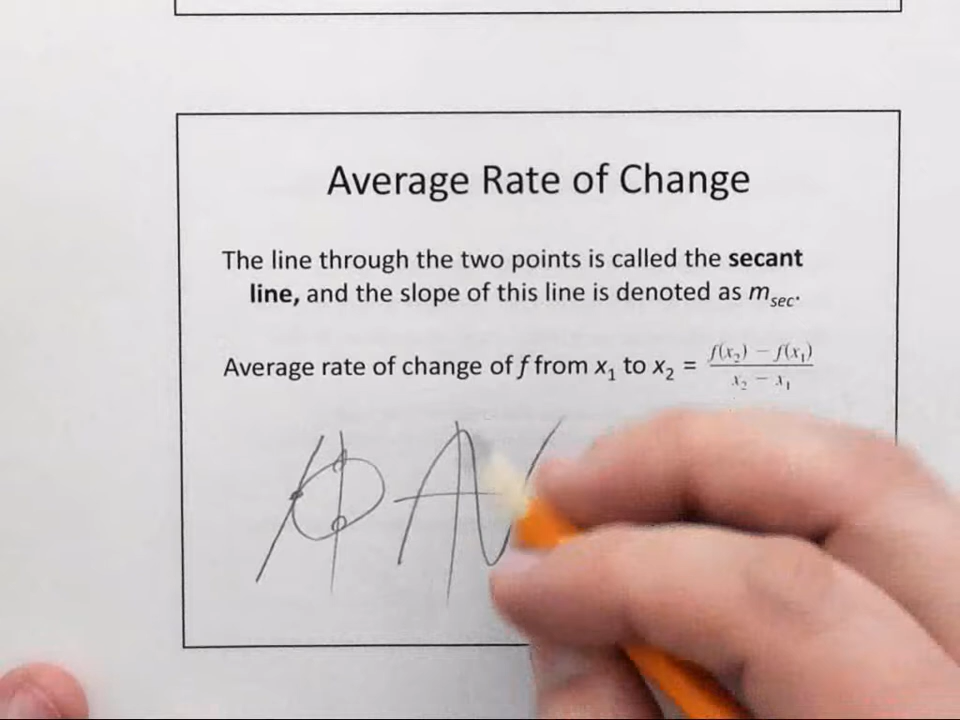 Average Rate of Change
The line through the two points is called the secant
line, and the slope of this line is denoted as m_sec.
Average rate of change of f from x₁ to x₂ = f(x₂) − f(x₁) / x₂ − x₁